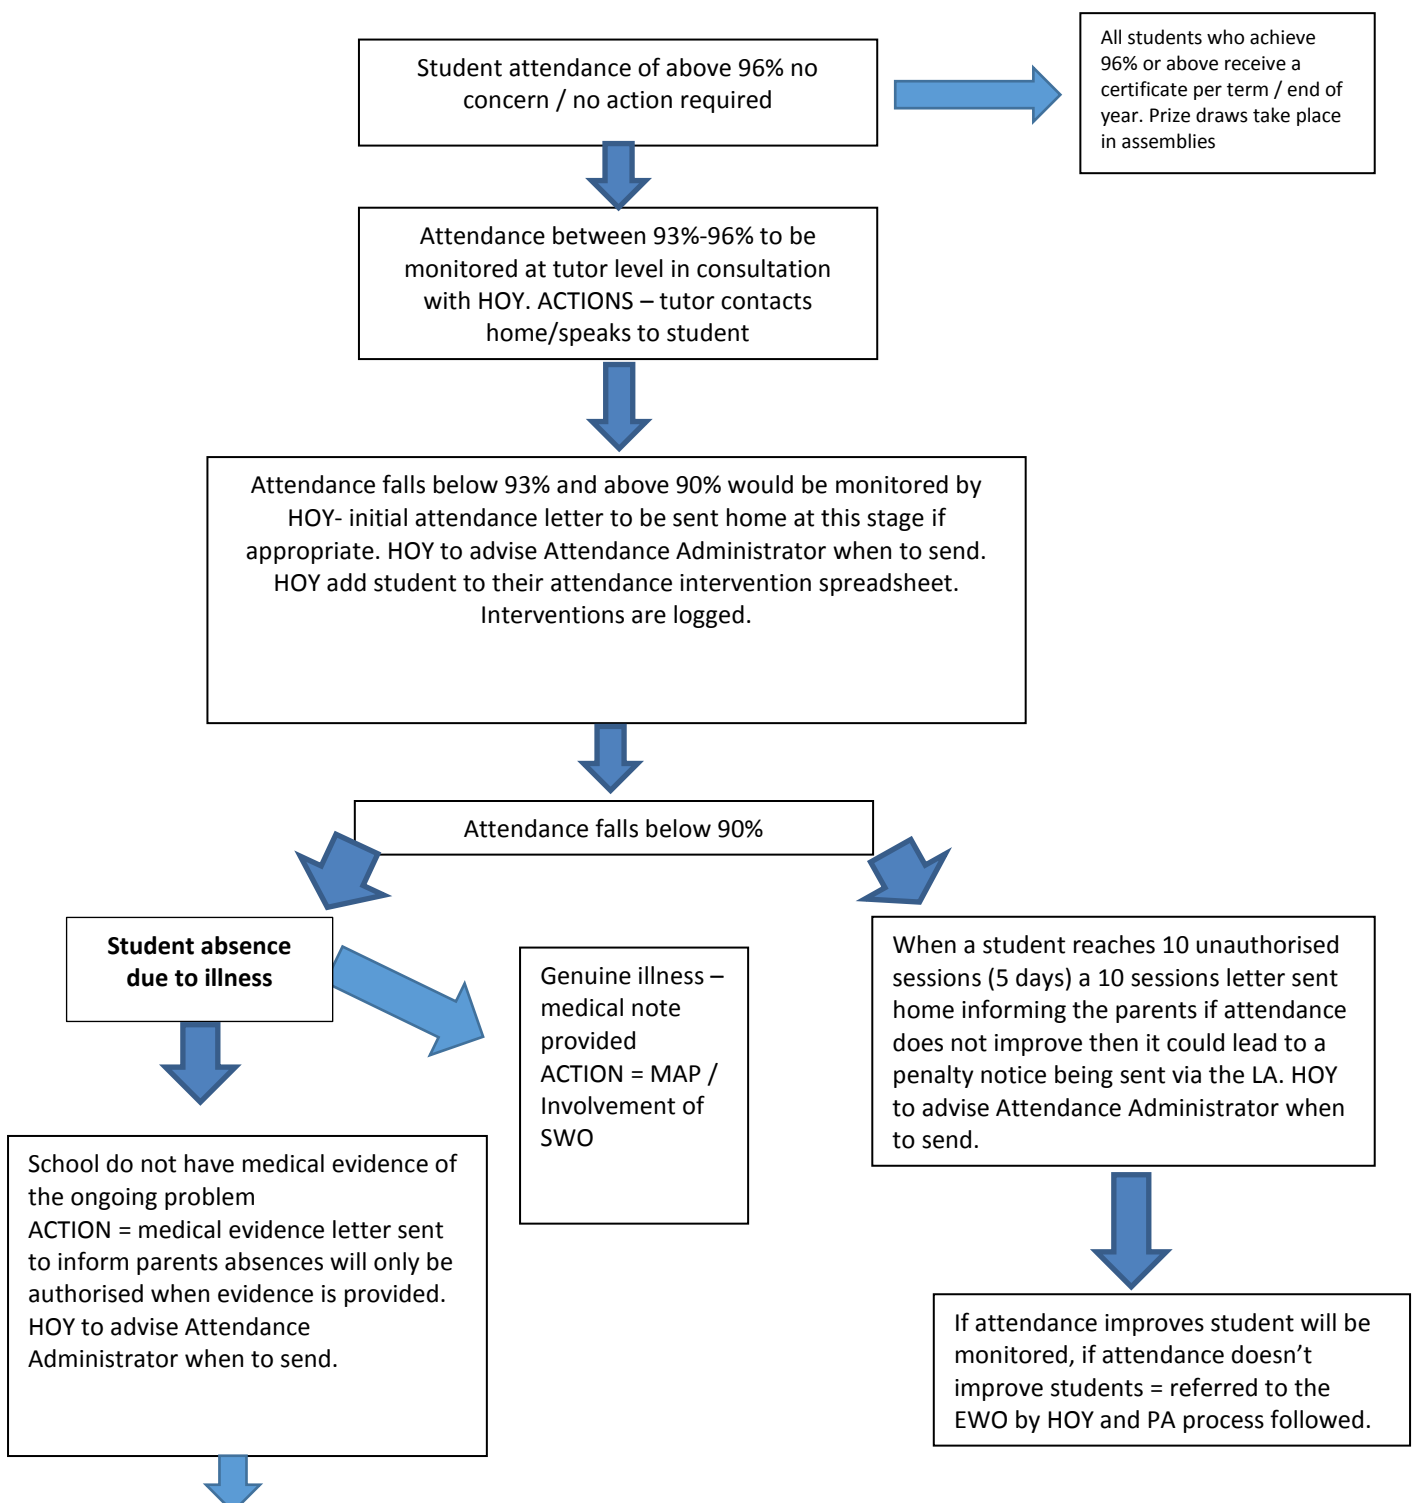 Student attendance of above 96% no
concern / no action required
All students who achieve
96% or above receive a
certificate per term / end of
year. Prize draws take place
in assemblies
Attendance between 93%-96% to be
monitored at tutor level in consultation
with HOY. ACTIONS – tutor contacts
home/speaks to student
Attendance falls below 93% and above 90% would be monitored by
HOY- initial attendance letter to be sent home at this stage if
appropriate. HOY to advise Attendance Administrator when to send.
HOY add student to their attendance intervention spreadsheet.
Interventions are logged.
Attendance falls below 90%
Student absence
due to illness
Genuine illness –
medical note
provided
ACTION = MAP /
Involvement of
SWO
When a student reaches 10 unauthorised
sessions (5 days) a 10 sessions letter sent
home informing the parents if attendance
does not improve then it could lead to a
penalty notice being sent via the LA. HOY
to advise Attendance Administrator when
to send.
School do not have medical evidence of
the ongoing problem
ACTION = medical evidence letter sent
to inform parents absences will only be
authorised when evidence is provided.
HOY to advise Attendance
Administrator when to send.
If attendance improves student will be
monitored, if attendance doesn’t
improve students = referred to the
EWO by HOY and PA process followed.